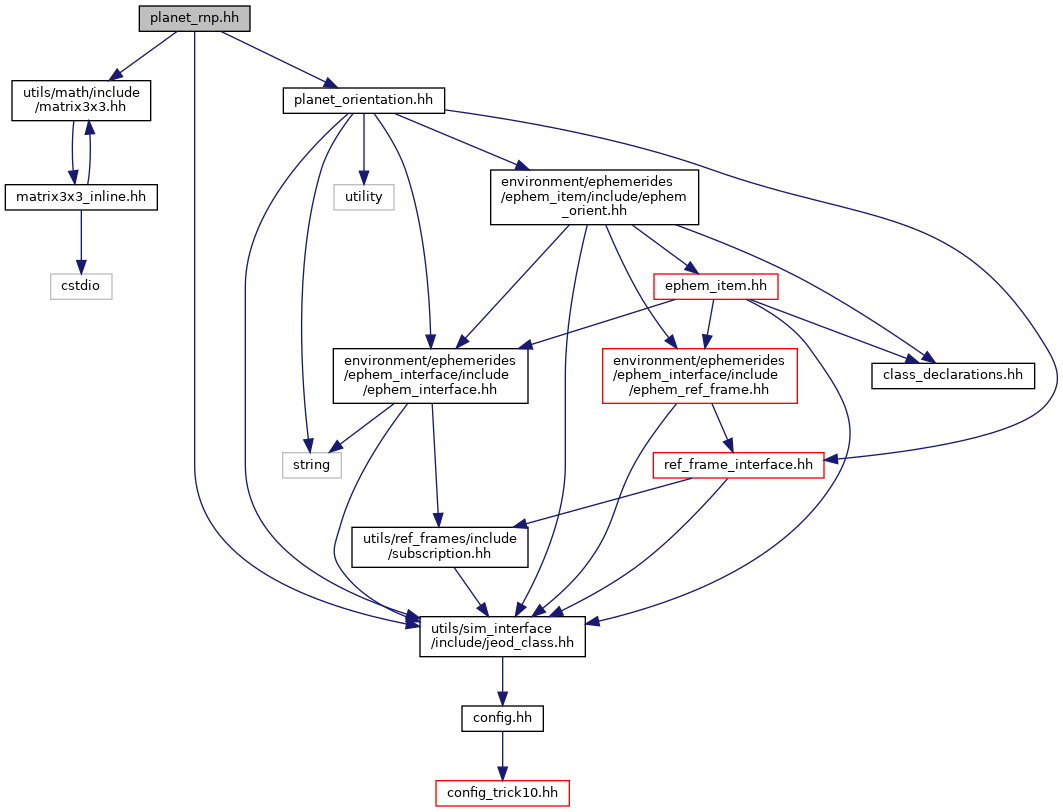 planet_rnp.hh
utils/math/include
/matrix3x3.hh
planet_orientation.hh
matrix3x3_inline.hh
utility
environment/ephemerides
/ephem_item/include/ephem
_orient.hh
cstdio
ephem_item.hh
environment/ephemerides
/ephem_interface/include
/ephem_interface.hh
environment/ephemerides
/ephem_interface/include
/ephem_ref_frame.hh
class_declarations.hh
string
ref_frame_interface.hh
utils/ref_frames/include
/subscription.hh
utils/sim_interface
/include/jeod_class.hh
config.hh
config_trick10.hh